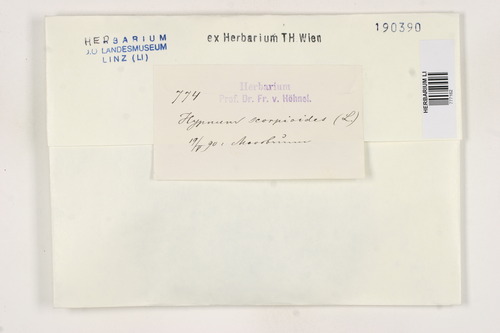 HERBARIUM
J.O. LANDESMUSEUM
LINZ (LI)
ex Herbarium TH Wien
190390
HERBARIUM LI
774
Herbarium
Prof. Dr. Fr. v. Höhnel.
Hypnum scorpioides (L.)